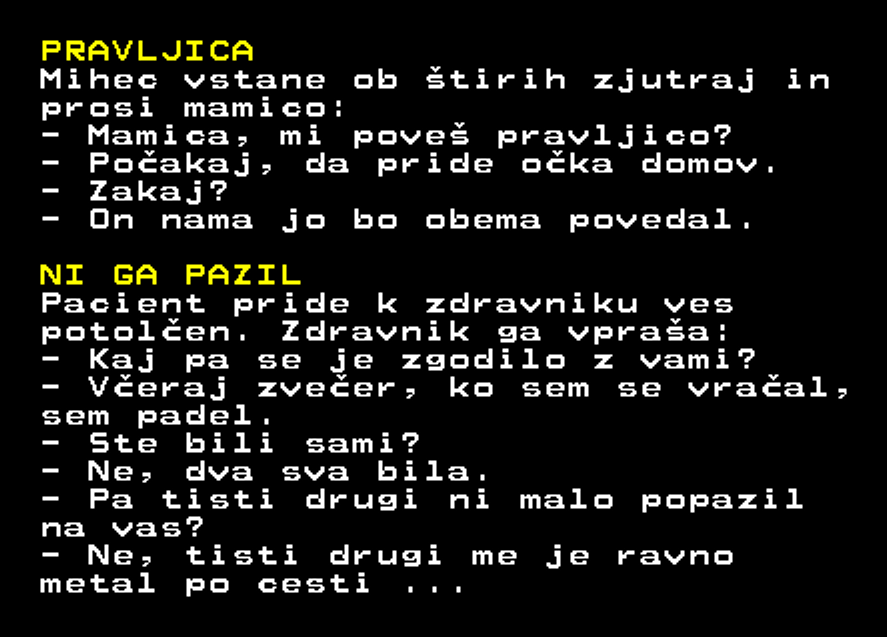 PRAVLJICA
Mihec vstane ob štirih zjutraj in
prosi mamico:
- Mamica, mi poveš pravljico?
- Počakaj, da pride očka domov.
- Zakaj?
- On nama jo bo obema povedal.
NI GA PAZIL
Pacient pride k zdravniku ves
potolčen. Zdravnik ga vpraša:
- Kaj pa se je zgodilo z vami?
- Včeraj zvečer, ko sem se vračal,
sem padel.
- Ste bili sami?
- Ne, dva sva bila.
- Pa tisti drugi ni malo popazil
na vas?
- Ne, tisti drugi me je ravno
metal po cesti ...